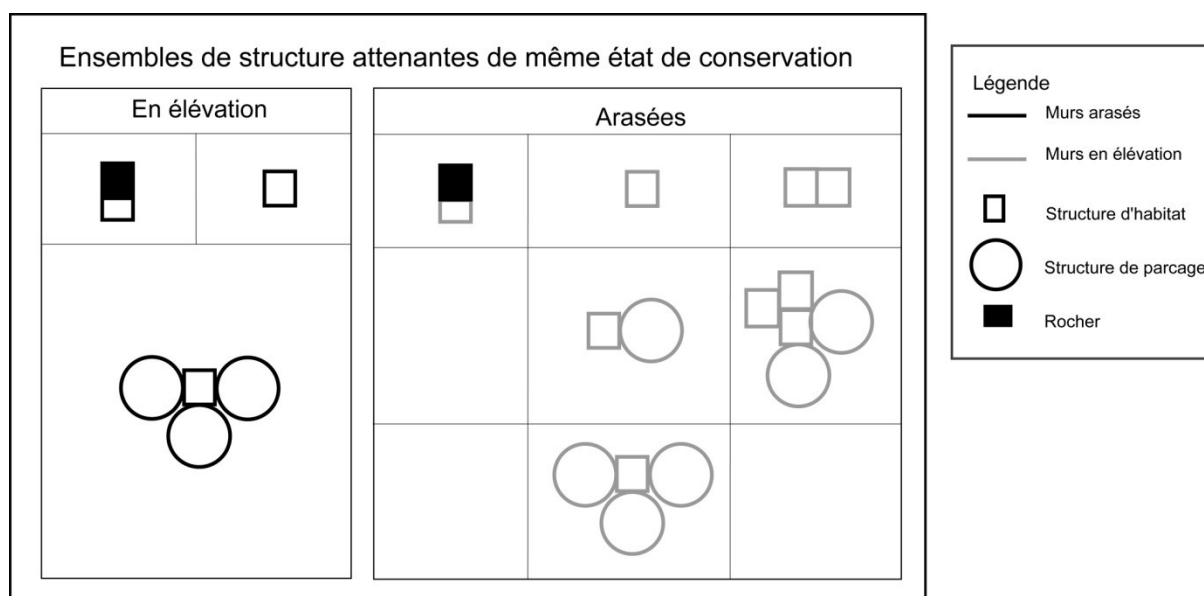 Ensembles de structure attenantes de même état de conservation
En élévation
Arasées
Légende
Murs arasés
Murs en élévation
Structure d'habitat
Structure de parcage
Rocher